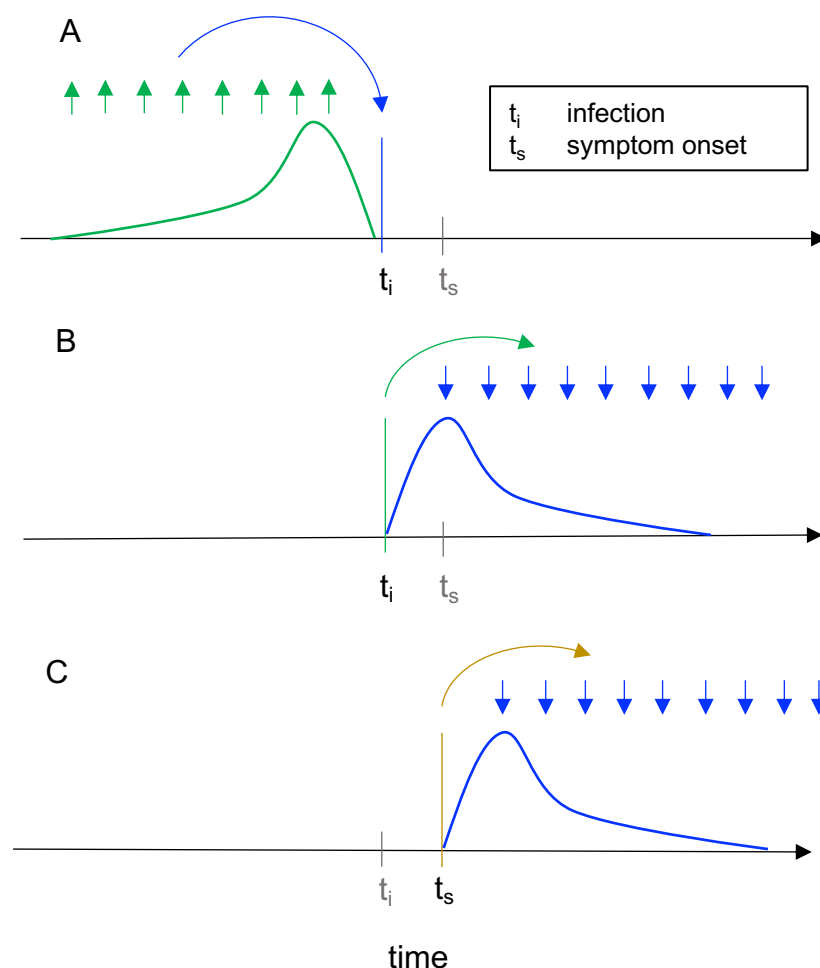 A
tᵢ infection
tₛ symptom onset
tᵢ tₛ
B
tᵢ tₛ
C
tᵢ tₛ
time